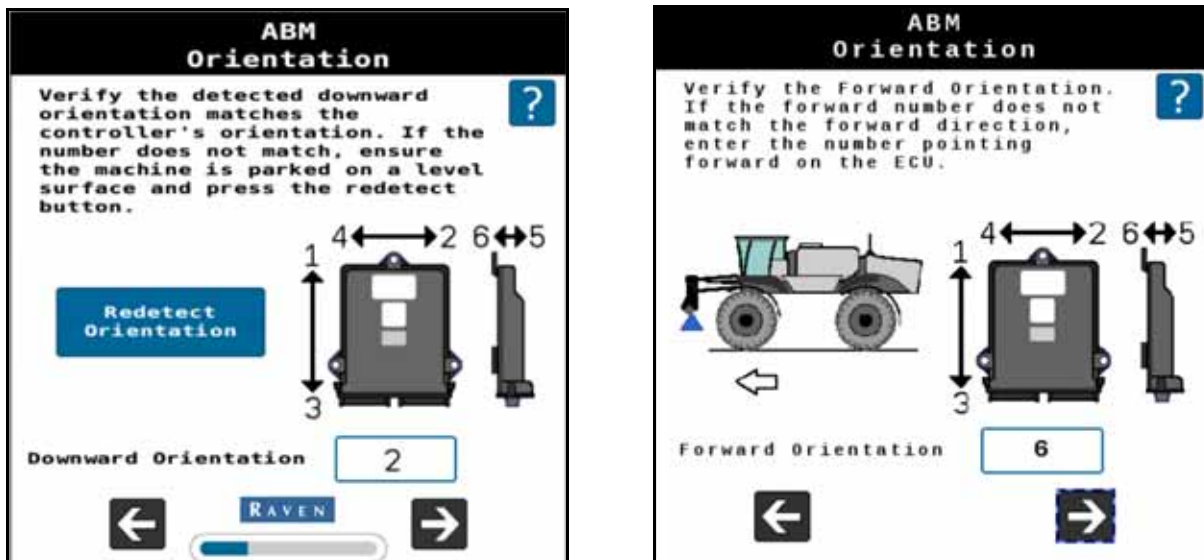 ABM
Orientation
Verify the detected downward
orientation matches the
controller's orientation. If the
number does not match, ensure
the machine is parked on a level
surface and press the redetect
button.
?
4 2 6 5
1
Redetect
Orientation
3
Downward Orientation 2
RAVEN
ABM
Orientation
Verify the Forward Orientation.
If the forward number does not
match the forward direction,
enter the number pointing
forward on the ECU.
?
4 2 6 5
1
3
Forward Orientation 6